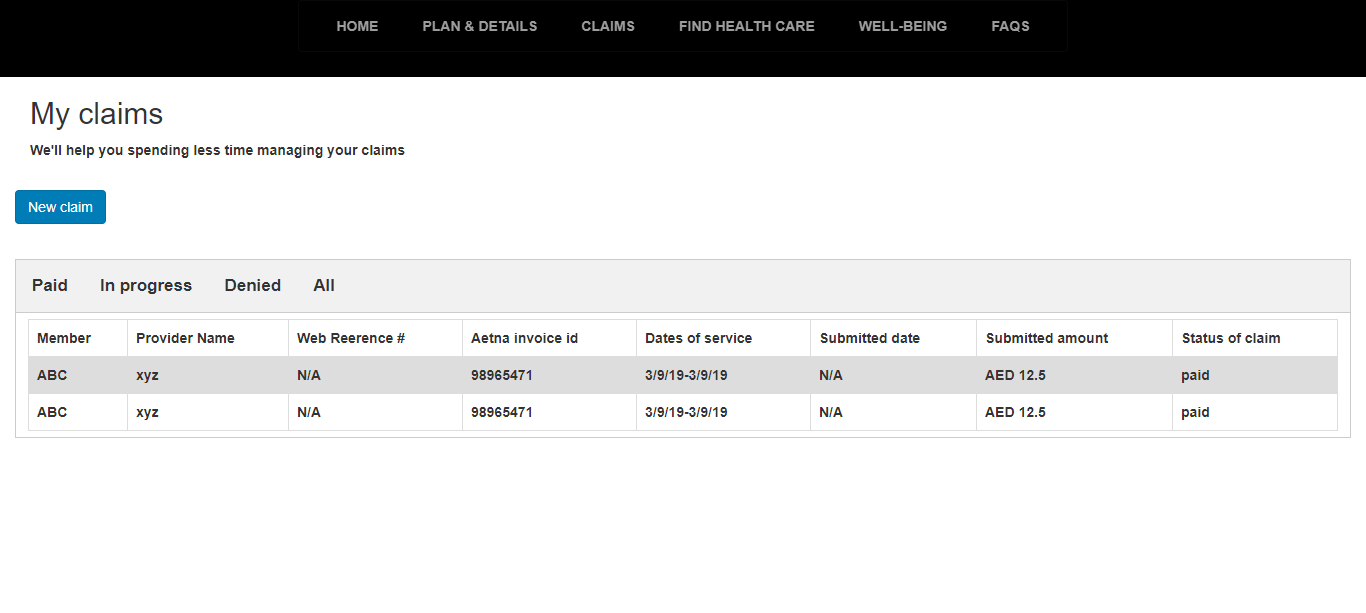 HOME PLAN & DETAILS CLAIMS FIND HEALTH CARE WELL-BEING FAQS
My claims
We'll help you spending less time managing your claims
New claim
Paid In progress Denied All
Member Provider Name Web Reerence # Aetna invoice id Dates of service Submitted date Submitted amount Status of claim
ABC xyz N/A 98965471 3/9/19-3/9/19 N/A AED 12.5 paid
ABC xyz N/A 98965471 3/9/19-3/9/19 N/A AED 12.5 paid